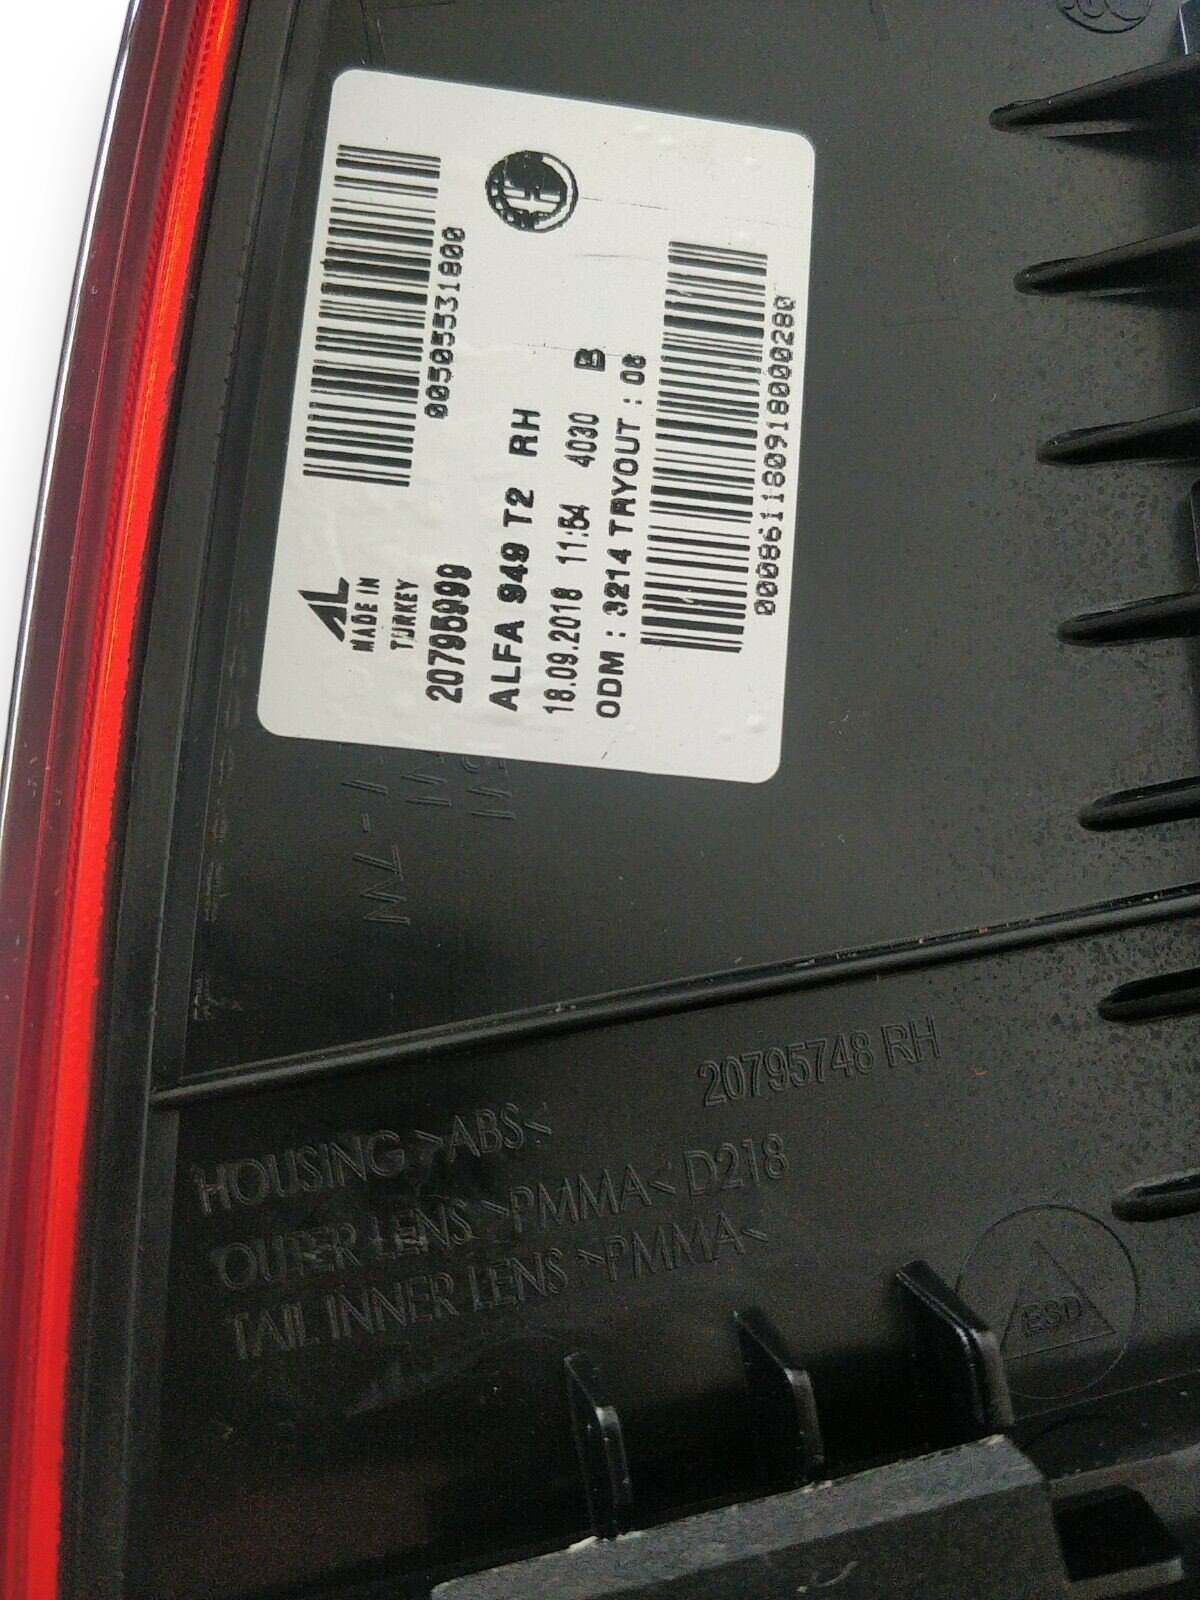 AL
MADE IN
TURKEY
00505531800
20795999
ALFA 949 T2 RH
18.09.2018 11:54 4030 B
ODM : 3214 TRYOUT : 08
00086111809180000280
20795748 RH
HOUSING >ABS<
OUTER LENS >PMMA< D218
TAIL INNER LENS >PMMA<
ESD